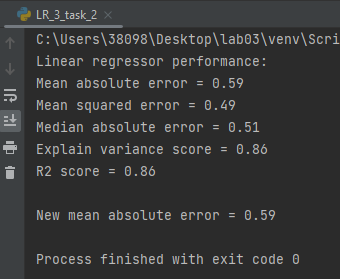 LR_3_task_2
C:\Users\38098\Desktop\lab03\venv\Scri
Linear regressor performance:
Mean absolute error = 0.59
Mean squared error = 0.49
Median absolute error = 0.51
Explain variance score = 0.86
R2 score = 0.86
New mean absolute error = 0.59
Process finished with exit code 0